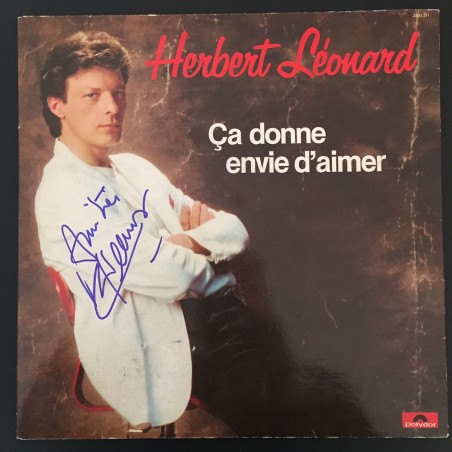 Herbert Léonard
Ça donne
envie d'aimer
Amitiés
polydor